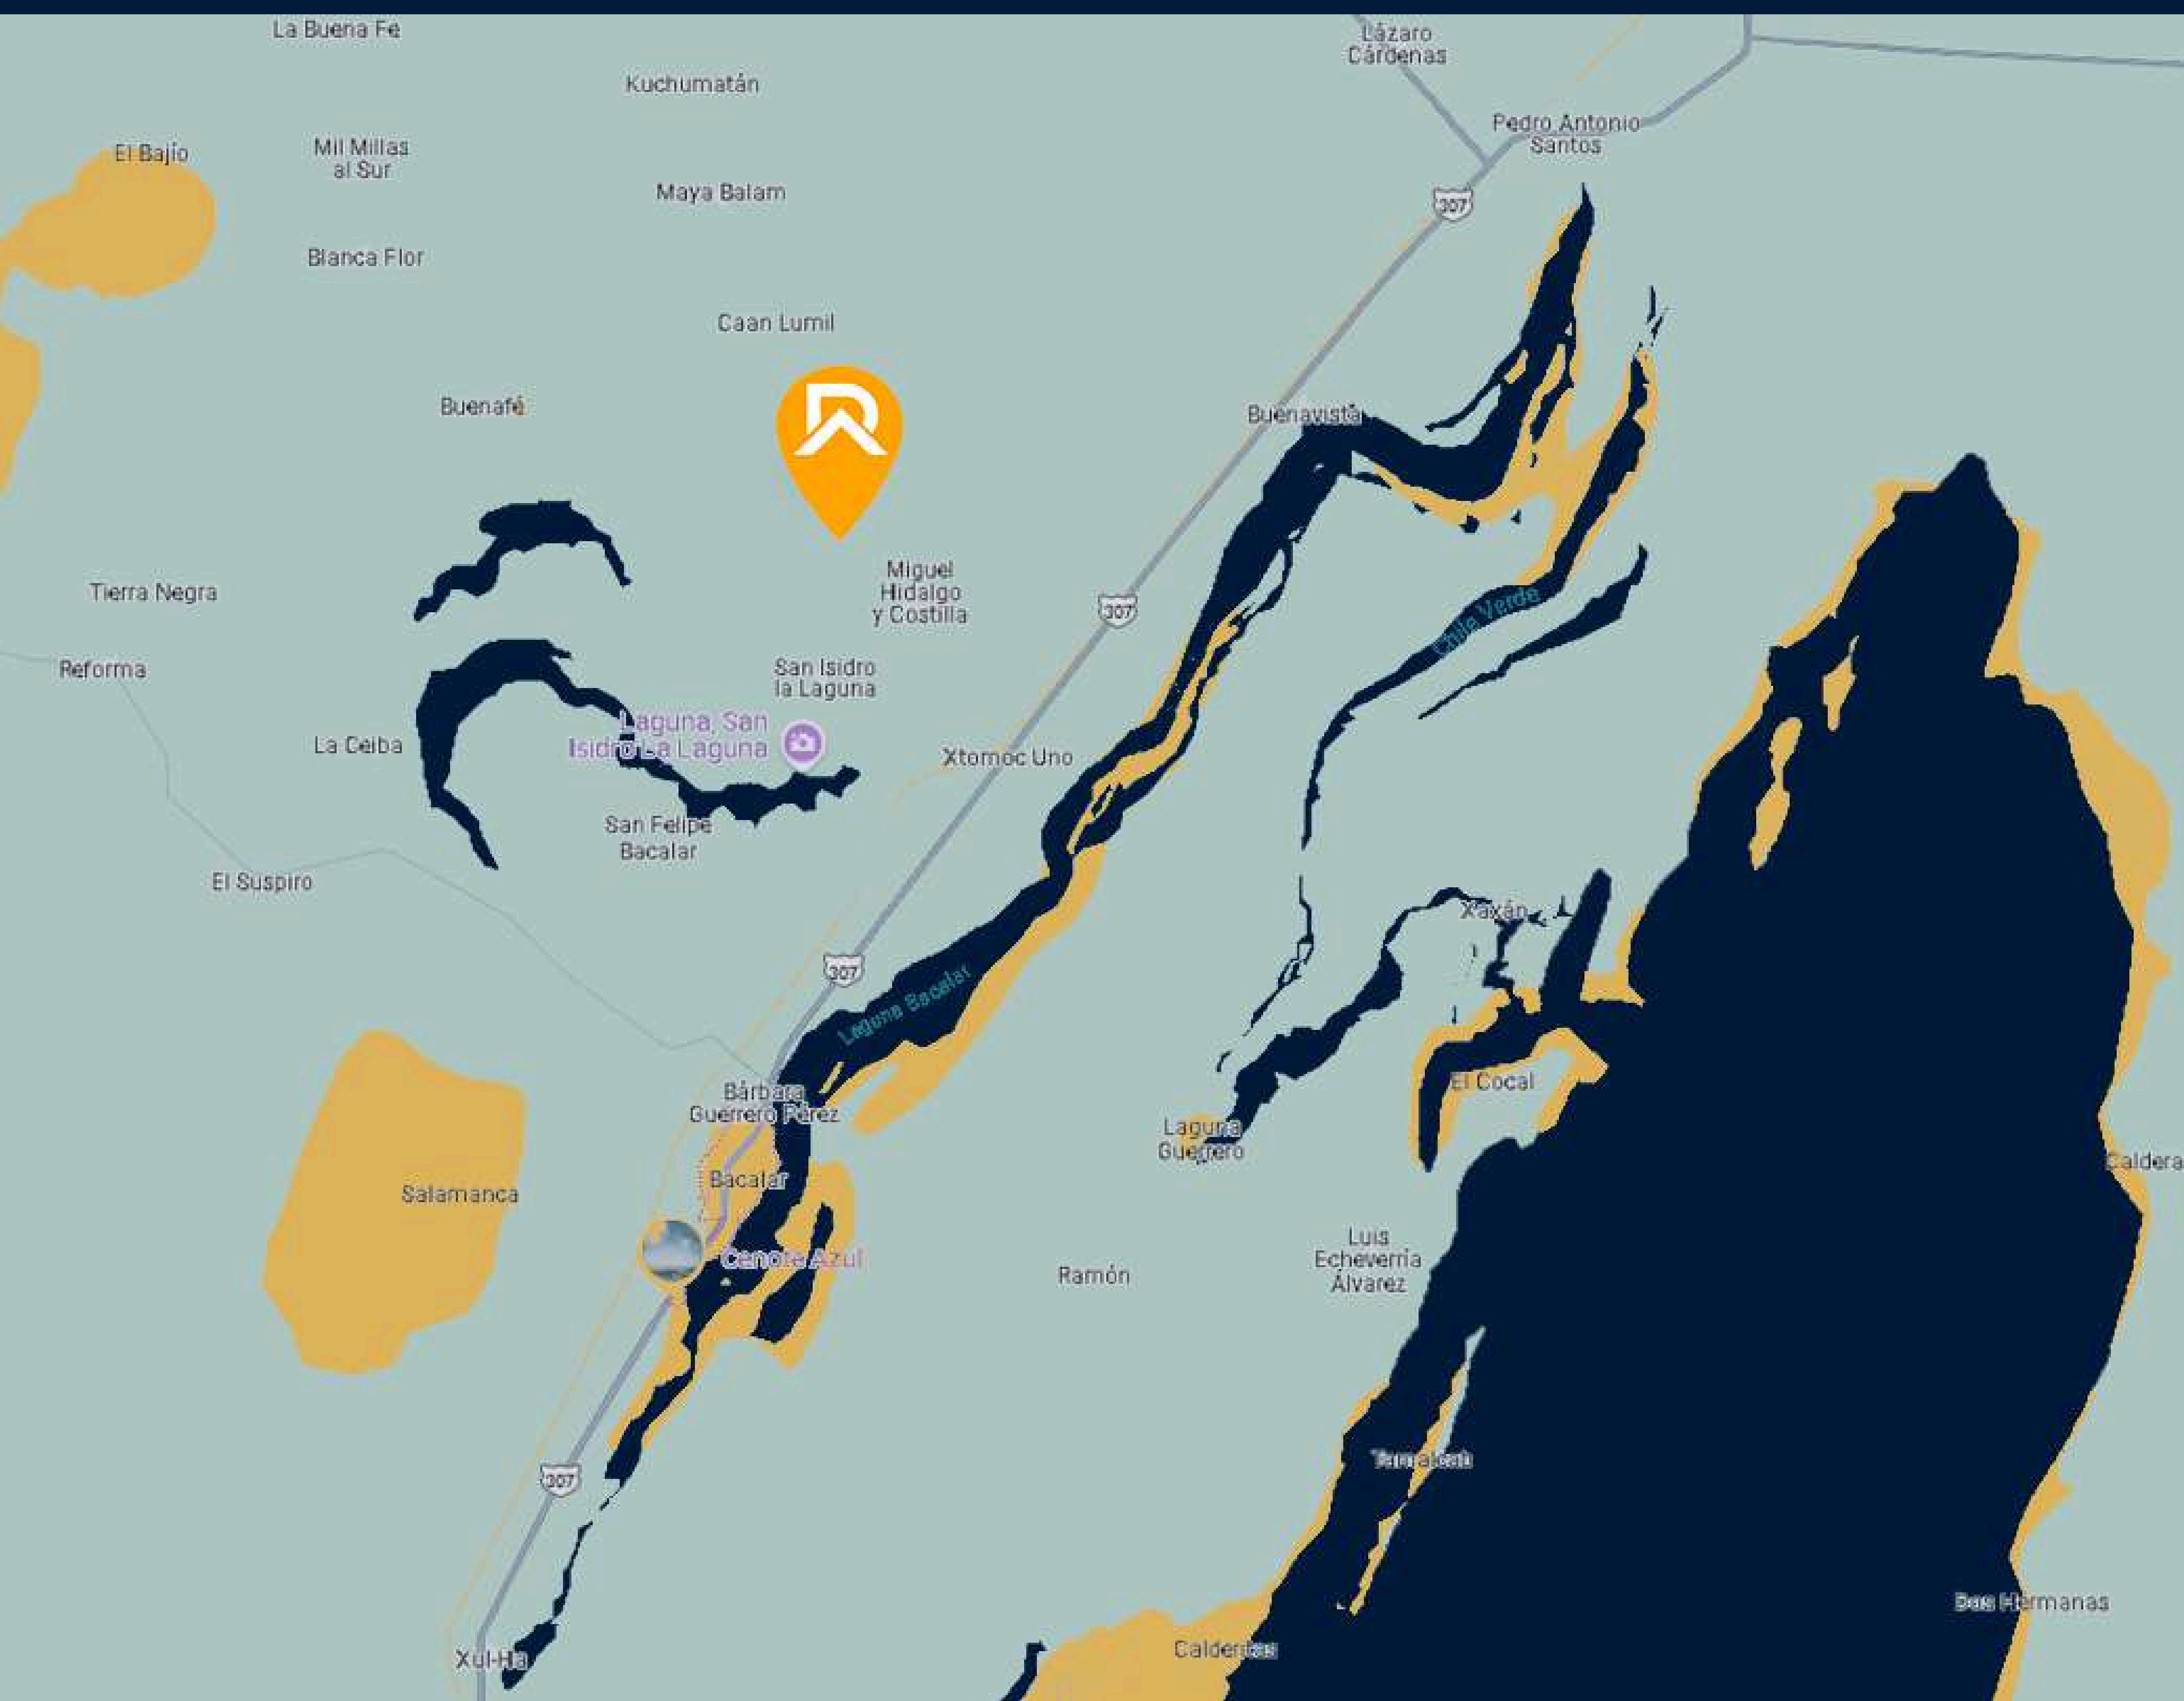 La Buena Fe
Lázaro
Cárdenas
Kuchumatán
Pedro Antonio
Santos
El Bajío
Mil Millas
al Sur
Maya Balam
307
Blanca Flor
Caan Lumil
Buenafé
Buenavista
Miguel
Hidalgo
y Costilla
Tierra Negra
307
Chile Verde
Reforma
San Isidro
la Laguna
La Ceiba
Laguna, San
Isidro La Laguna
Xtomoc Uno
San Felipe
Bacalar
El Suspiro
Xaxán
307
Laguna Bacalar
Bárbara
Guerrero Pérez
El Cocal
Laguna
Guerrero
Caldera
Bacalar
Salamanca
Cenote Azul
Ramón
Luis
Echeverría
Álvarez
Tamalcab
307
Dos Hermanas
Xul-Ha
Calderitas